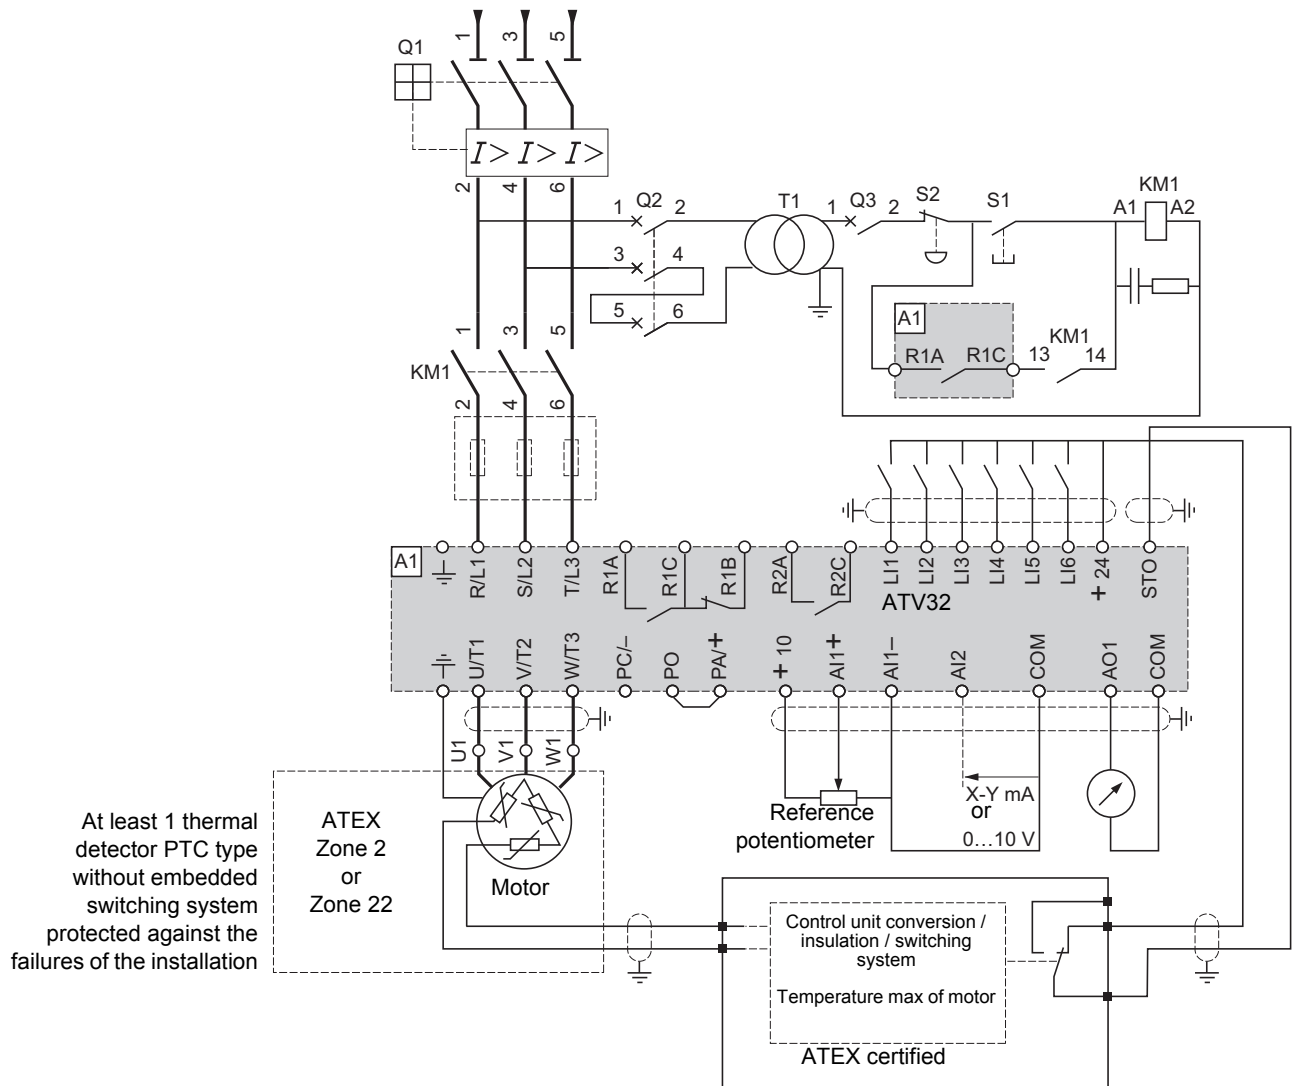 1
3
5
Q1
I >
I >
I >
2
4
6
1
Q2
2
3
4
5
6
T1
1
Q3
2
S2
S1
KM1
A1
A2
A1
R1A
R1C
13
KM1
14
1
3
5
KM1
2
4
6
A1
R/L1
S/L2
T/L3
R1A
R1C
R1B
R2A
R2C
LI1
LI2
LI3
LI4
LI5
LI6
+ 24
STO
ATV32
U/T1
V/T2
W/T3
PC/–
PO
PA/+
+ 10
AI1+
AI1–
AI2
COM
AO1
COM
U1
V1
W1
Motor
ATEX
Zone 2
or
Zone 22
At least 1 thermal
detector PTC type
without embedded
switching system
protected against the
failures of the installation
Reference
potentiometer
X-Y mA
or
0...10 V
Control unit conversion /
insulation / switching
system
Temperature max of motor
ATEX certified